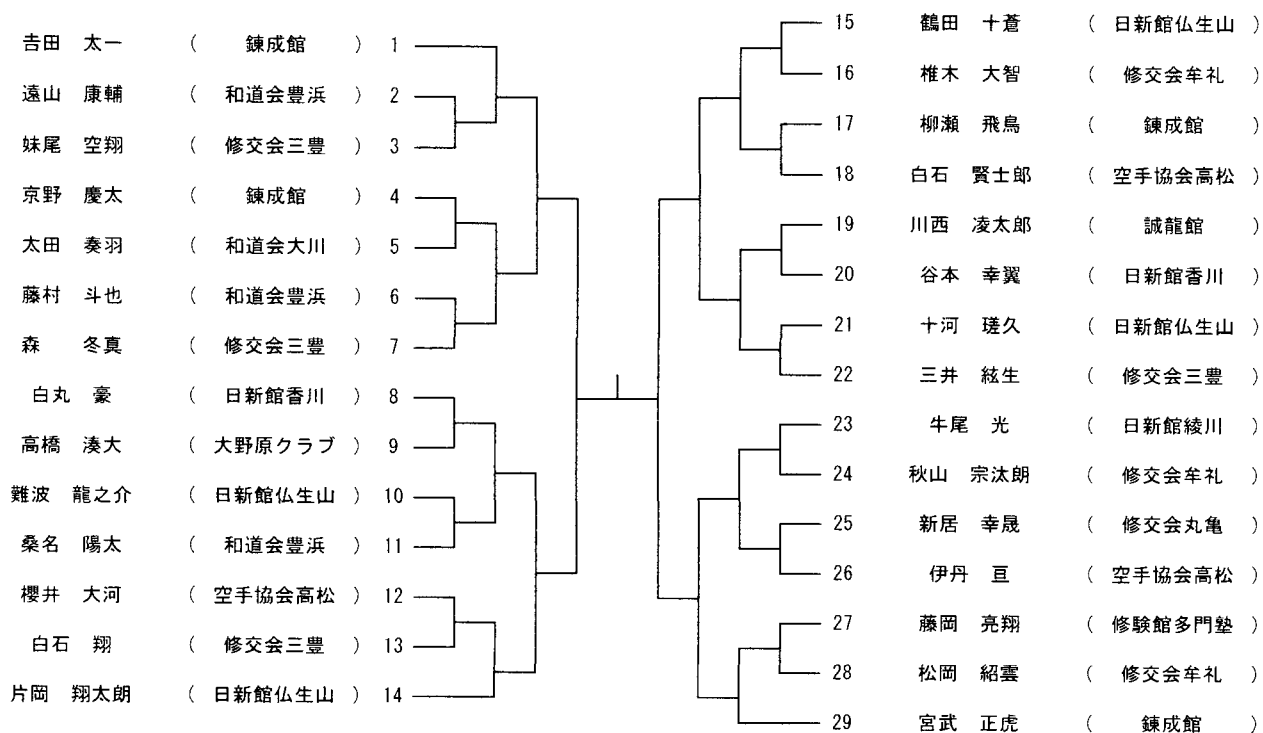 𠮷田 太一 ( 錬成館 ) 1
遠山 康輔 ( 和道会豊浜 ) 2
妹尾 空翔 ( 修交会三豊 ) 3
京野 慶太 ( 錬成館 ) 4
太田 奏羽 ( 和道会大川 ) 5
藤村 斗也 ( 和道会豊浜 ) 6
森 冬真 ( 修交会三豊 ) 7
白丸 豪 ( 日新館香川 ) 8
高橋 湊大 ( 大野原クラブ ) 9
難波 龍之介 ( 日新館仏生山 ) 10
桑名 陽太 ( 和道会豊浜 ) 11
櫻井 大河 ( 空手協会高松 ) 12
白石 翔 ( 修交会三豊 ) 13
片岡 翔太朗 ( 日新館仏生山 ) 14
15 鶴田 十蒼 ( 日新館仏生山 )
16 椎木 大智 ( 修交会牟礼 )
17 柳瀬 飛鳥 ( 錬成館 )
18 白石 賢士郎 ( 空手協会高松 )
19 川西 凌太郎 ( 誠龍館 )
20 谷本 幸翼 ( 日新館香川 )
21 十河 瑳久 ( 日新館仏生山 )
22 三井 絃生 ( 修交会三豊 )
23 牛尾 光 ( 日新館綾川 )
24 秋山 宗汰朗 ( 修交会牟礼 )
25 新居 幸晟 ( 修交会丸亀 )
26 伊丹 亘 ( 空手協会高松 )
27 藤岡 亮翔 ( 修験館多門塾 )
28 松岡 紹雲 ( 修交会牟礼 )
29 宮武 正虎 ( 錬成館 )